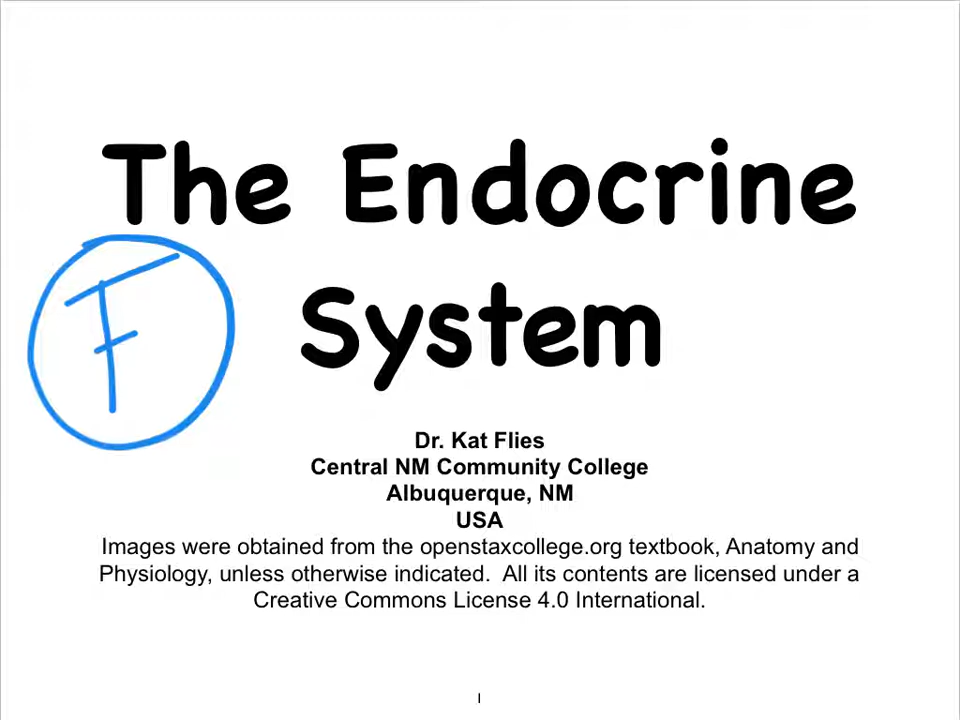 The Endocrine
F
System
Dr. Kat Flies
Central NM Community College
Albuquerque, NM
USA
Images were obtained from the openstaxcollege.org textbook, Anatomy and
Physiology, unless otherwise indicated.  All its contents are licensed under a
Creative Commons License 4.0 International.
1